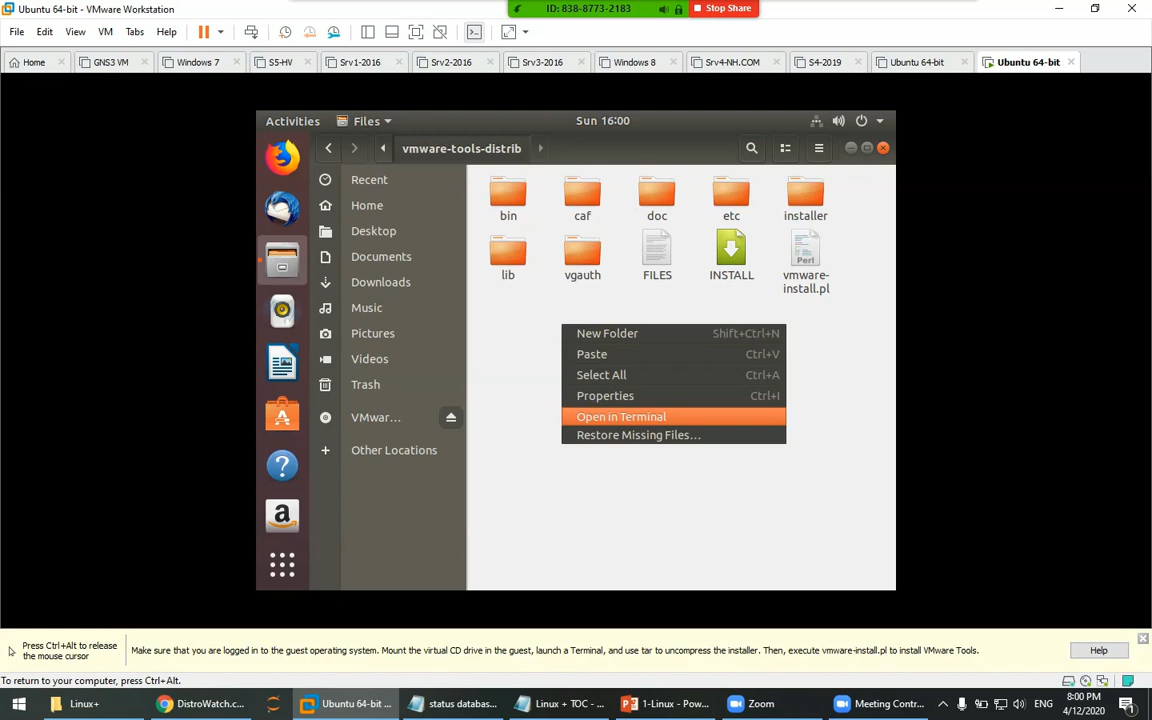 Ubuntu 64-bit - VMware Workstation
ID: 838-8773-2183
Stop Share
File Edit View VM Tabs Help
Home GNS3 VM Windows 7 S5-HV Srv1-2016 Srv2-2016 Srv3-2016 Windows 8 Srv4-NH.COM S4-2019 Ubuntu 64-bit Ubuntu 64-bit
Activities Files Sun 16:00
vmware-tools-distrib
Recent
Home
Desktop
Documents
Downloads
Music
Pictures
Videos
Trash
VMwar...
Other Locations
bin caf doc etc installer
lib vgauth FILES INSTALL vmware-
install.pl
Perl
New Folder Shift+Ctrl+N
Paste Ctrl+V
Select All Ctrl+A
Properties Ctrl+I
Open in Terminal
Restore Missing Files...
Press Ctrl+Alt to release
the mouse cursor
Make sure that you are logged in to the guest operating system. Mount the virtual CD drive in the guest, launch a Terminal, and use tar to uncompress the installer. Then, execute vmware-install.pl to install VMware Tools.
Help
To return to your computer, press Ctrl+Alt.
Linux+ DistroWatch.c... Ubuntu 64-bit ... status databas... Linux + TOC - ... 1-Linux - Powe... Zoom Meeting Contr... ENG
8:00 PM
4/12/2020
1